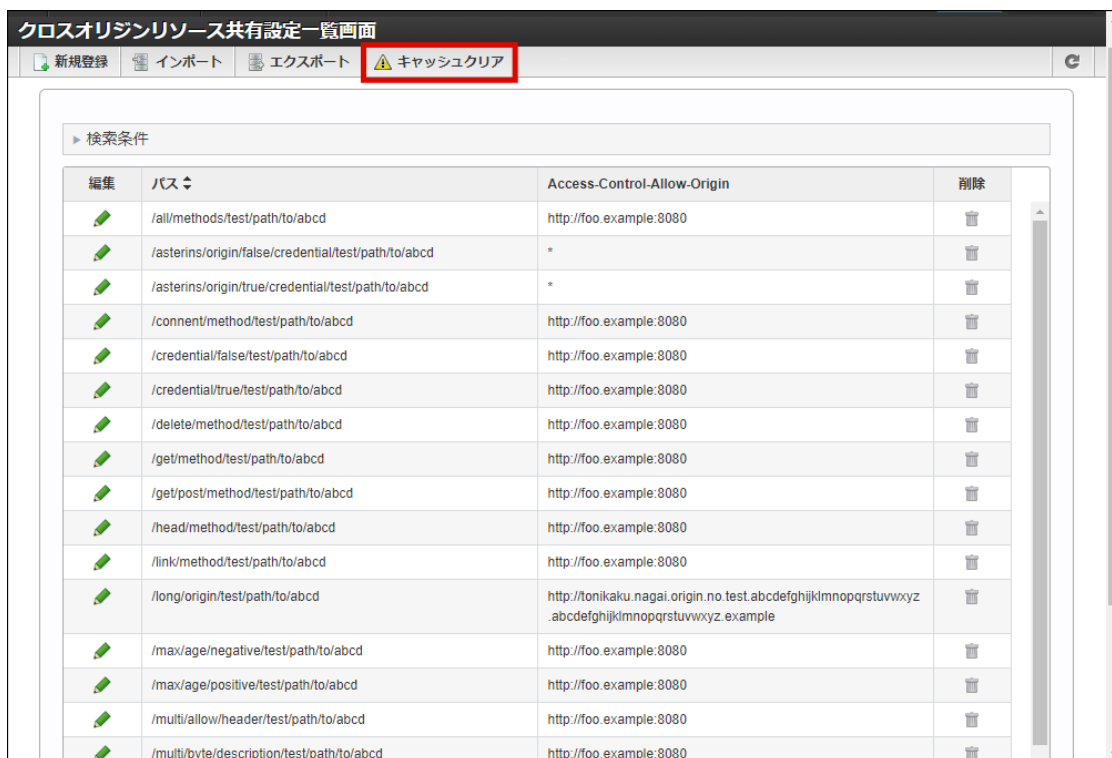 クロスオリジンリソース共有設定一覧画面
新規登録 インポート エクスポート キャッシュクリア
検索条件
編集 パス Access-Control-Allow-Origin 削除
/all/methods/test/path/to/abcd http://foo.example:8080
/asterins/origin/false/credential/test/path/to/abcd *
/asterins/origin/true/credential/test/path/to/abcd *
/connent/method/test/path/to/abcd http://foo.example:8080
/credential/false/test/path/to/abcd http://foo.example:8080
/credential/true/test/path/to/abcd http://foo.example:8080
/delete/method/test/path/to/abcd http://foo.example:8080
/get/method/test/path/to/abcd http://foo.example:8080
/get/post/method/test/path/to/abcd http://foo.example:8080
/head/method/test/path/to/abcd http://foo.example:8080
/link/method/test/path/to/abcd http://foo.example:8080
/long/origin/test/path/to/abcd http://tonikaku.nagai.origin.no.test.abcdefghijklmnopqrstuvwxyz
.abcdefghijklmnopqrstuvwxyz.example
/max/age/negative/test/path/to/abcd http://foo.example:8080
/max/age/positive/test/path/to/abcd http://foo.example:8080
/multi/allow/header/test/path/to/abcd http://foo.example:8080
/multi/byte/description/test/path/to/abcd http://foo.example:8080